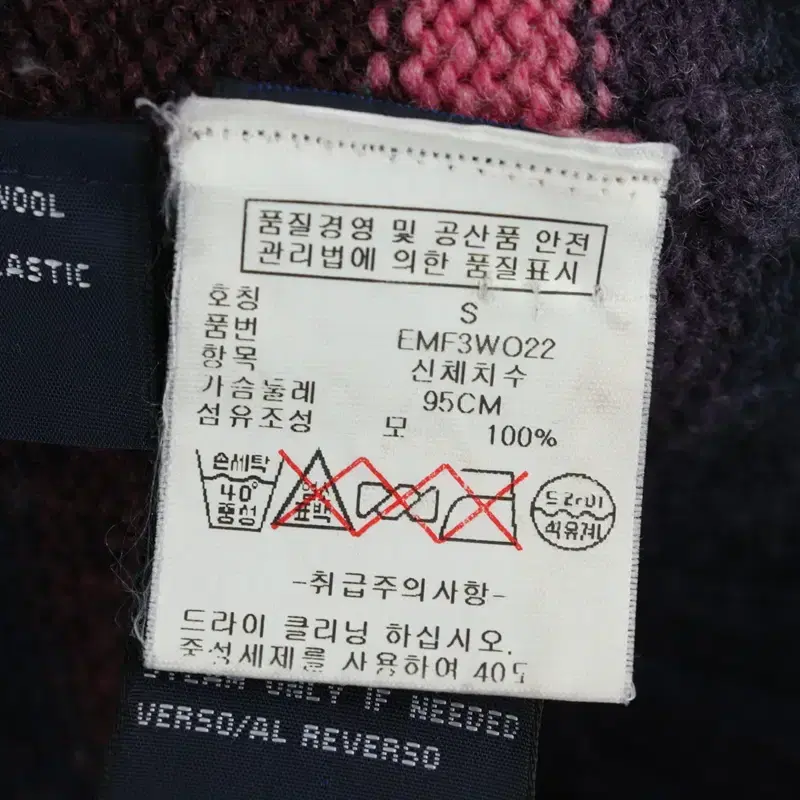 WOOL
품질경영 및 공산품 안전
관리법에 의한 품질표시
호칭 S
품번 EMF3WO22
항목 신체치수
가슴둘레 95CM
섬유조성 모 100%
손세탁
40°
중성
표백
드라이
석유계
-취급주의사항-
드라이 클리닝 하십시오.
중성세제를 사용하여 40도
ONLY IF NEEDED
VERSO/AL REVERSO